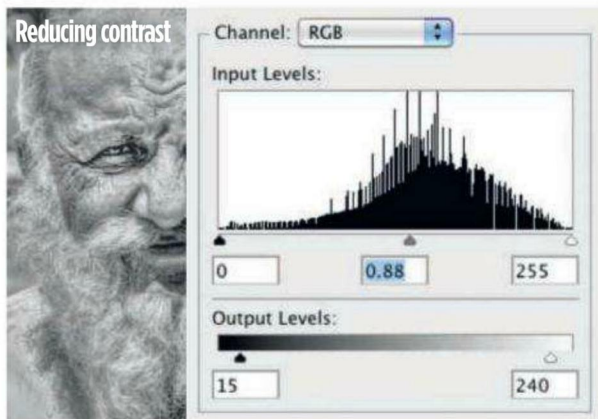 Reducing contrast
Channel: RGB
Input Levels:
0 0.88 255
Output Levels:
15 240